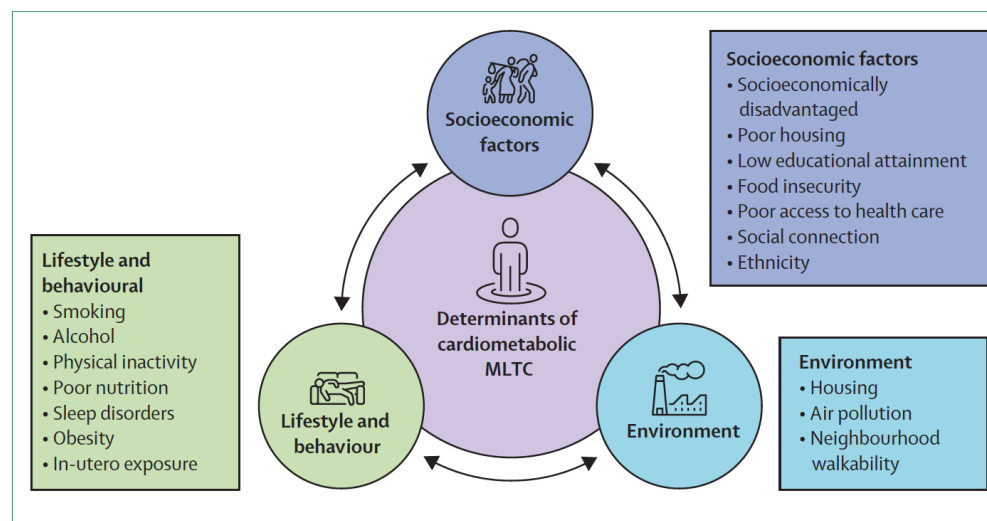 Socioeconomic
factors
Socioeconomic factors
• Socioeconomically
disadvantaged
• Poor housing
• Low educational attainment
• Food insecurity
• Poor access to health care
• Social connection
• Ethnicity
Determinants of
cardiometabolic
MLTC
Lifestyle and
behavioural
• Smoking
• Alcohol
• Physical inactivity
• Poor nutrition
• Sleep disorders
• Obesity
• In-utero exposure
Lifestyle and
behaviour
Environment
Environment
• Housing
• Air pollution
• Neighbourhood
walkability